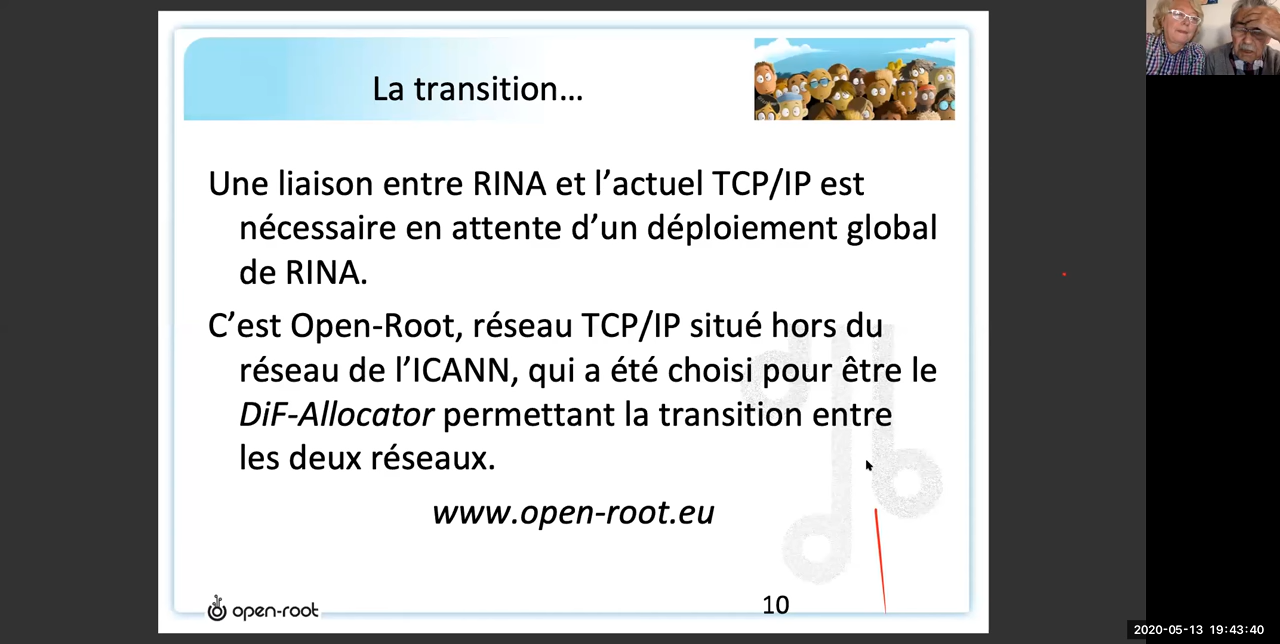 La transition...
Une liaison entre RINA et l’actuel TCP/IP est
nécessaire en attente d’un déploiement global
de RINA.
C’est Open-Root, réseau TCP/IP situé hors du
réseau de l’ICANN, qui a été choisi pour être le
DiF-Allocator permettant la transition entre
les deux réseaux.
www.open-root.eu
open-root
10
2020-05-13 19:43:40